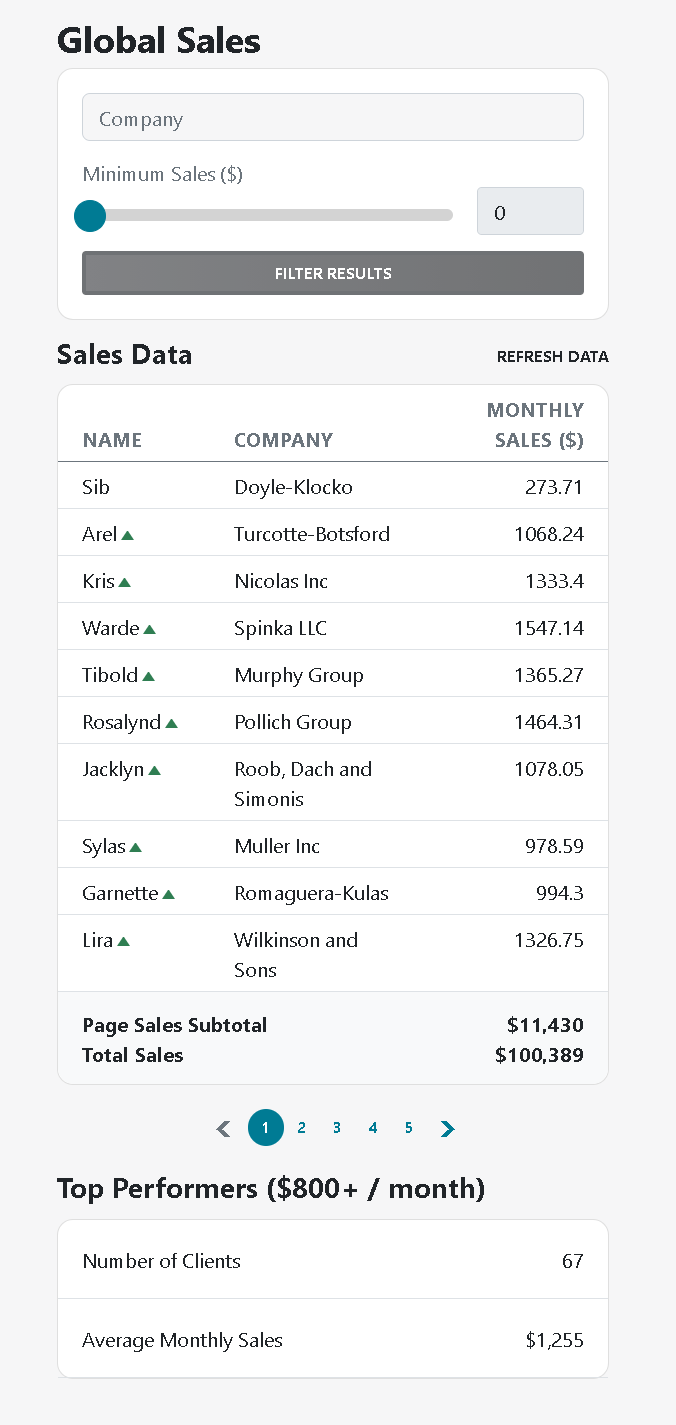 Global Sales
Company
Minimum Sales ($)
0
FILTER RESULTS
Sales Data
REFRESH DATA
NAME COMPANY MONTHLY SALES ($)
Sib Doyle-Klocko 273.71
Arel Turcotte-Botsford 1068.24
Kris Nicolas Inc 1333.4
Warde Spinka LLC 1547.14
Tibold Murphy Group 1365.27
Rosalynd Pollich Group 1464.31
Jacklyn Roob, Dach and 1078.05
Simonis
Sylas Muller Inc 978.59
Garnette Romaguera-Kulas 994.3
Lira Wilkinson and 1326.75
Sons
Page Sales Subtotal $11,430
Total Sales $100,389
1 2 3 4 5
Top Performers ($800+ / month)
Number of Clients 67
Average Monthly Sales $1,255